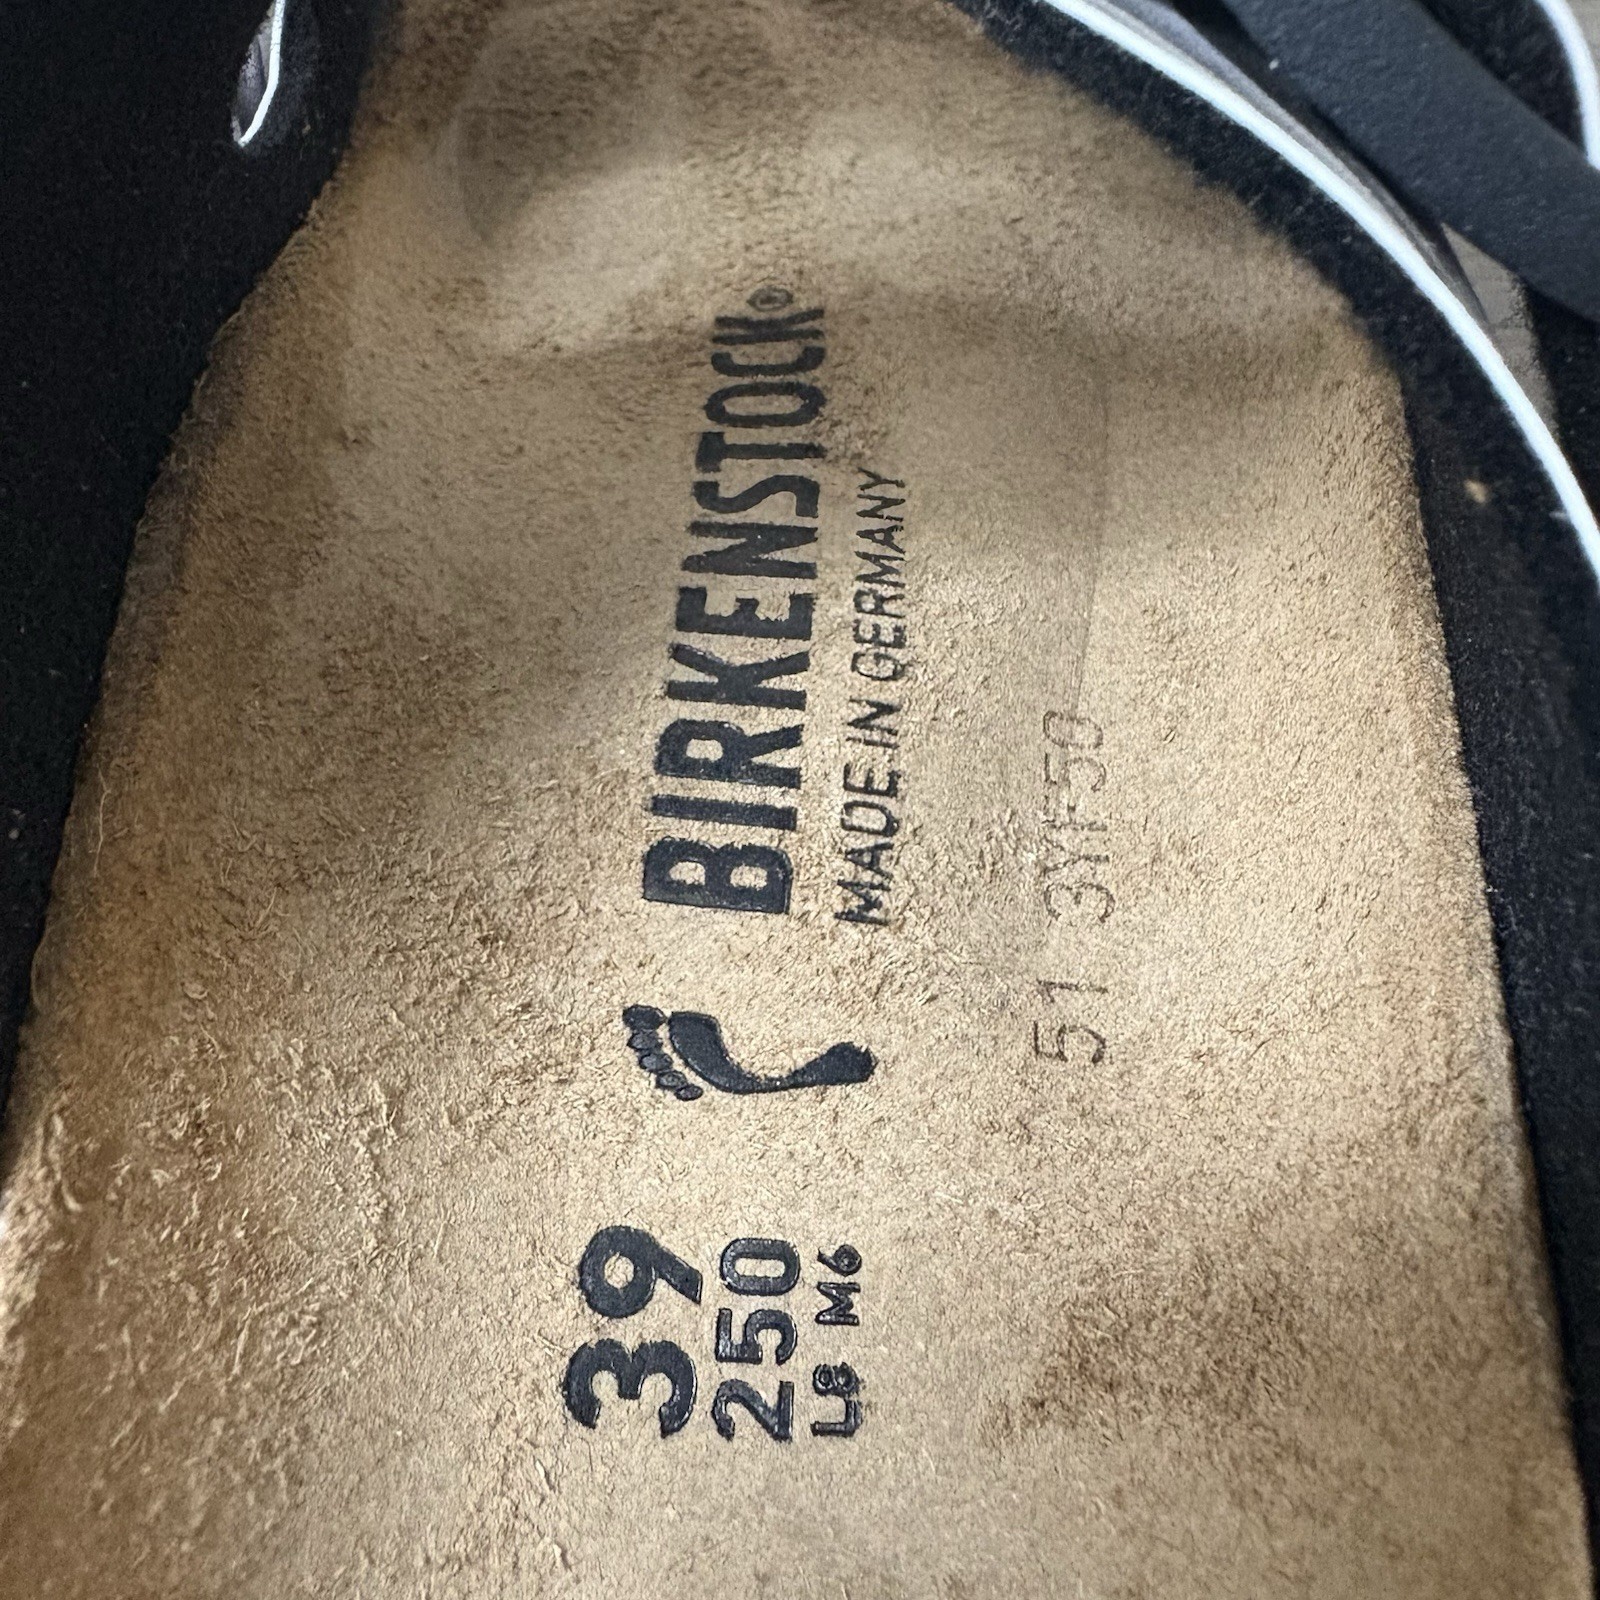 BIRKENSTOCK®
MADE IN GERMANY
39
250
L8 M6
51 3YF50